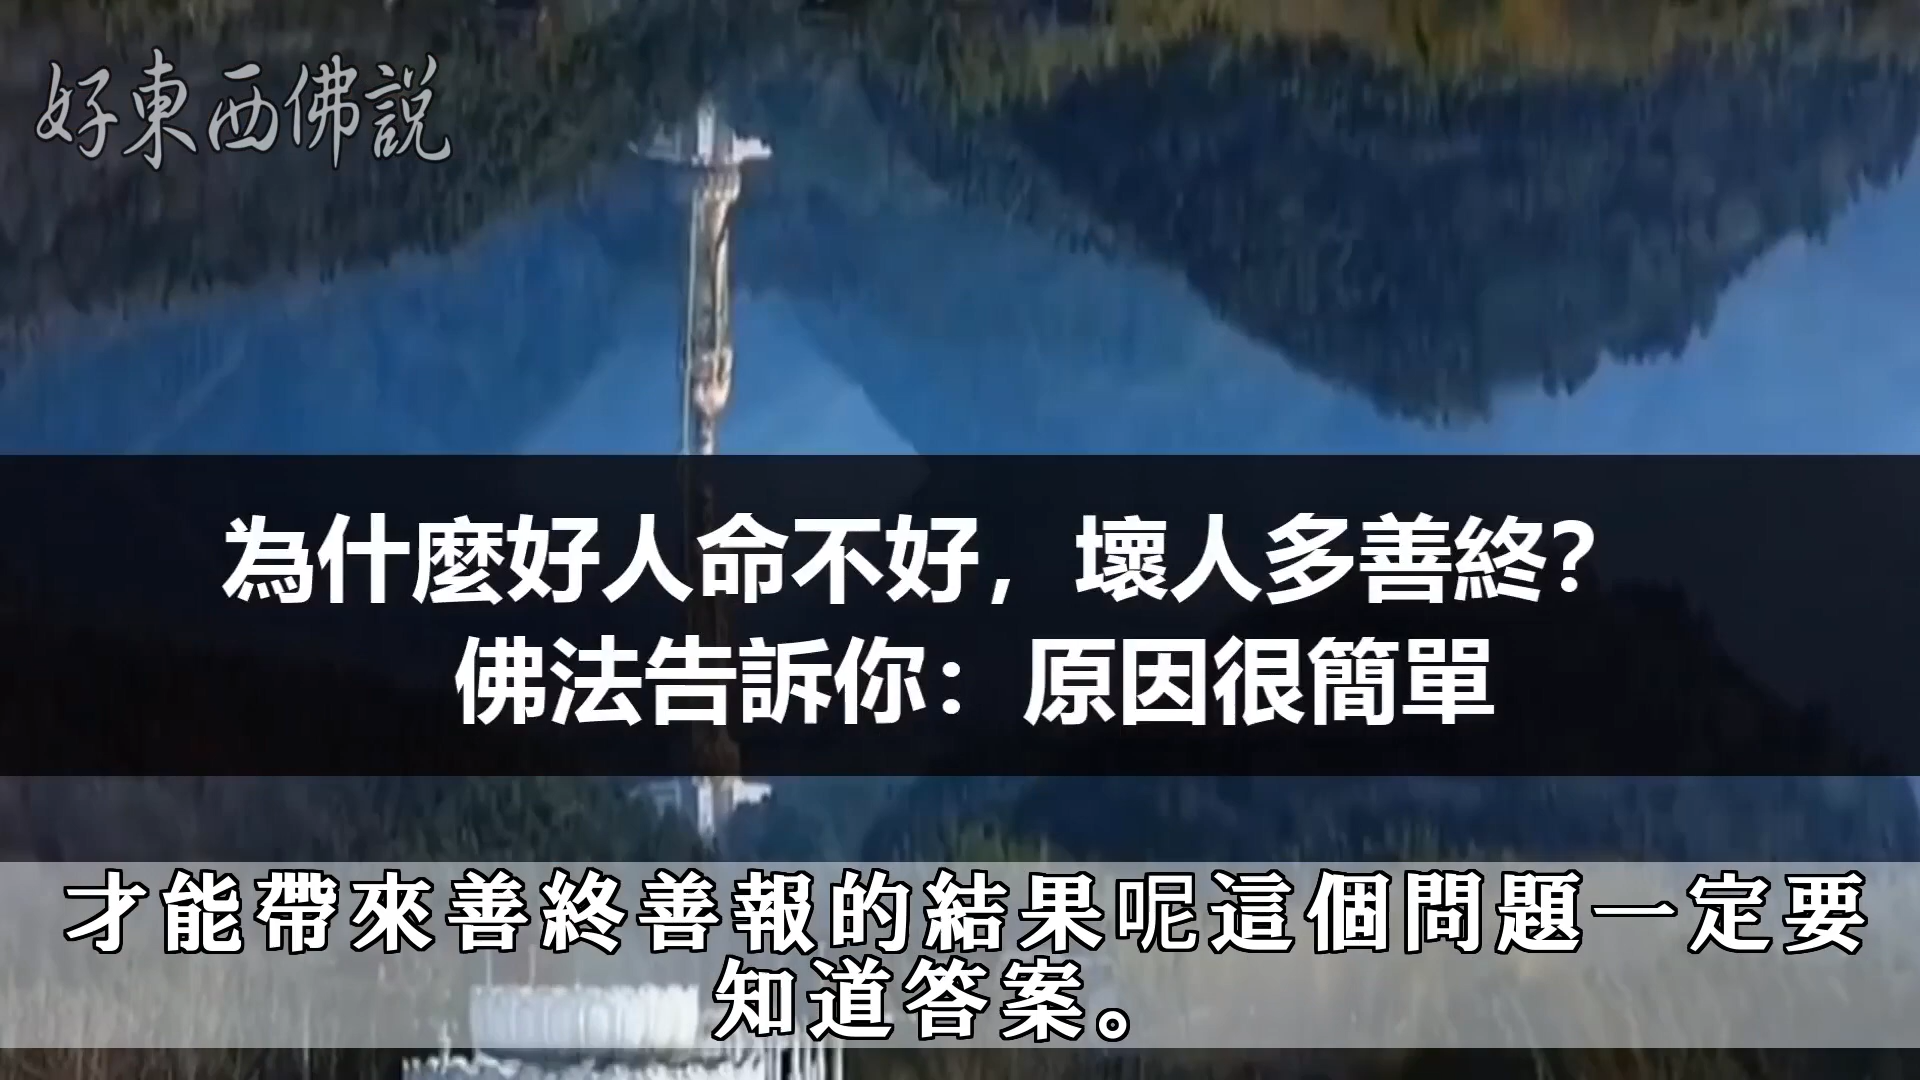 好東西佛説
為什麼好人命不好，壞人多善終？
佛法告訴你：原因很簡單
才能帶來善終善報的結果呢這個問題一定要
知道答案。